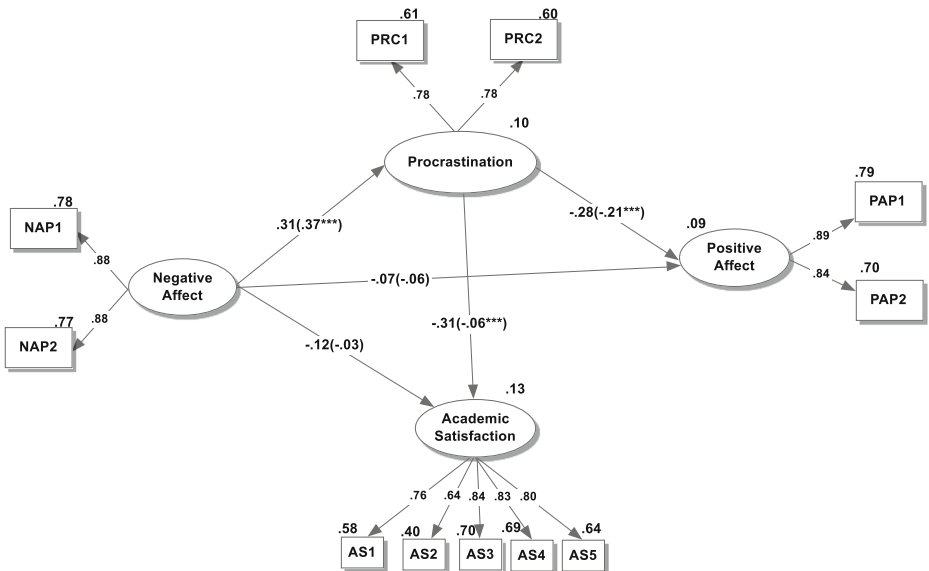 .61
.60
PRC1
PRC2
.78
.78
.10
Procrastination
.79
PAP1
.78
NAP1
.31(.37***)
-.28(-.21***)
.09
.89
Positive
Affect
.88
Negative
Affect
-.07(-.06)
.84
.70
PAP2
.88
.77
NAP2
-.31(-.06***)
-.12(-.03)
.13
Academic
Satisfaction
.76
.64
.84
.83
.80
.58
.40
.70
.69
.64
AS1
AS2
AS3
AS4
AS5